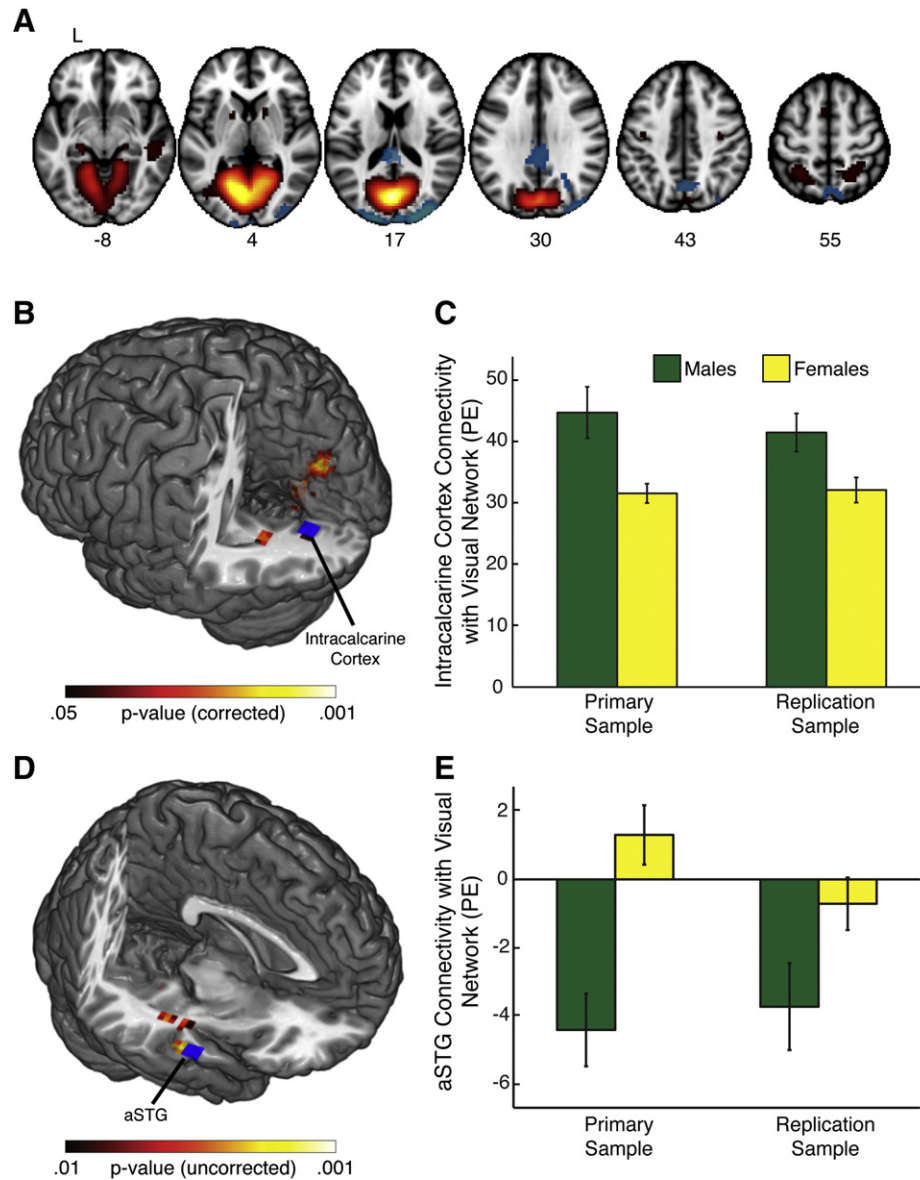 A
L
-8 4 17 30 43 55
B
Intracalcarine
Cortex
.05 p-value (corrected) .001
C
Males Females
Intracalcarine Cortex Connectivity
with Visual Network (PE)
50
40
30
20
10
0
Primary
Sample
Replication
Sample
D
aSTG
.01 p-value (uncorrected) .001
E
aSTG Connectivity with Visual
Network (PE)
2
0
-2
-4
-6
Primary
Sample
Replication
Sample